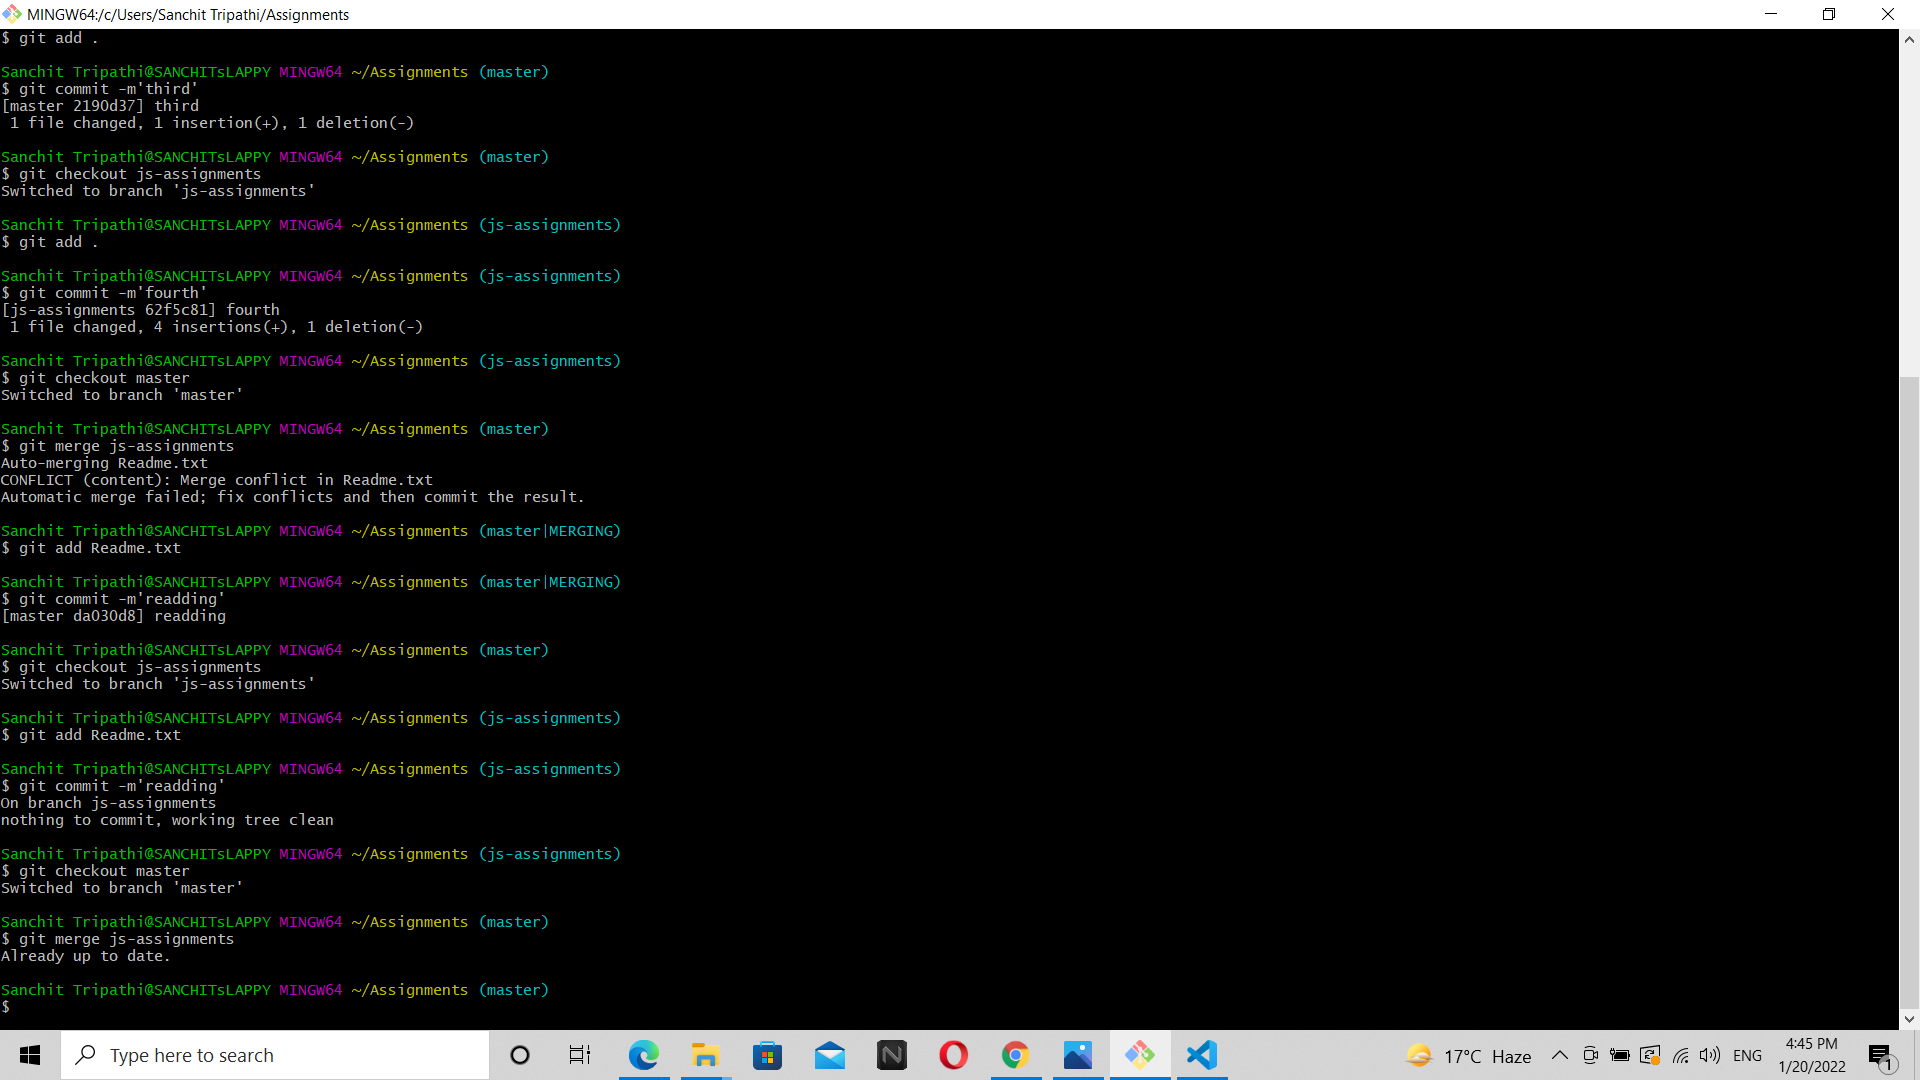 MINGW64:/c/Users/Sanchit Tripathi/Assignments
$ git add .
Sanchit Tripathi@SANCHITsLAPPY MINGW64 ~/Assignments (master)
$ git commit -m'third'
[master 2190d37] third
1 file changed, 1 insertion(+), 1 deletion(-)
Sanchit Tripathi@SANCHITsLAPPY MINGW64 ~/Assignments (master)
$ git checkout js-assignments
Switched to branch 'js-assignments'
Sanchit Tripathi@SANCHITsLAPPY MINGW64 ~/Assignments (js-assignments)
$ git add .
Sanchit Tripathi@SANCHITsLAPPY MINGW64 ~/Assignments (js-assignments)
$ git commit -m'fourth'
[js-assignments 62f5c81] fourth
1 file changed, 4 insertions(+), 1 deletion(-)
Sanchit Tripathi@SANCHITsLAPPY MINGW64 ~/Assignments (js-assignments)
$ git checkout master
Switched to branch 'master'
Sanchit Tripathi@SANCHITsLAPPY MINGW64 ~/Assignments (master)
$ git merge js-assignments
Auto-merging Readme.txt
CONFLICT (content): Merge conflict in Readme.txt
Automatic merge failed; fix conflicts and then commit the result.
Sanchit Tripathi@SANCHITsLAPPY MINGW64 ~/Assignments (master|MERGING)
$ git add Readme.txt
Sanchit Tripathi@SANCHITsLAPPY MINGW64 ~/Assignments (master|MERGING)
$ git commit -m'readding'
[master da030d8] readding
Sanchit Tripathi@SANCHITsLAPPY MINGW64 ~/Assignments (master)
$ git checkout js-assignments
Switched to branch 'js-assignments'
Sanchit Tripathi@SANCHITsLAPPY MINGW64 ~/Assignments (js-assignments)
$ git add Readme.txt
Sanchit Tripathi@SANCHITsLAPPY MINGW64 ~/Assignments (js-assignments)
$ git commit -m'readding'
On branch js-assignments
nothing to commit, working tree clean
Sanchit Tripathi@SANCHITsLAPPY MINGW64 ~/Assignments (js-assignments)
$ git checkout master
Switched to branch 'master'
Sanchit Tripathi@SANCHITsLAPPY MINGW64 ~/Assignments (master)
$ git merge js-assignments
Already up to date.
Sanchit Tripathi@SANCHITsLAPPY MINGW64 ~/Assignments (master)
$
Type here to search
17°C Haze
ENG
4:45 PM
1/20/2022
1